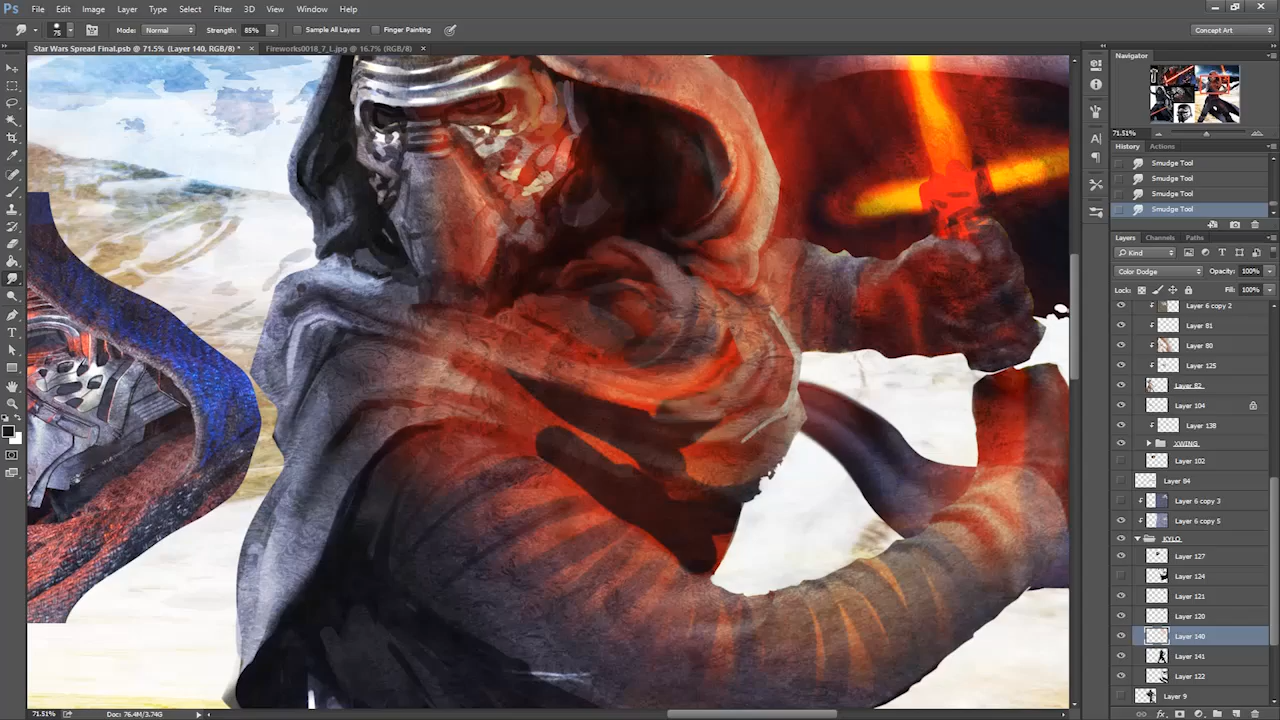 Ps File Edit Image Layer Type Select Filter 3D View Window Help
75 Mode: Normal Strength: 85% Sample All Layers Finger Painting Concept Art
Star Wars Spread Final.psb @ 71.5% (Layer 140, RGB/8) * × Fireworks0018_7_L.jpg @ 16.7% (RGB/8) ×
Navigator
71.51%
History Actions
Smudge Tool
Smudge Tool
Smudge Tool
Smudge Tool
Layers Channels Paths
Kind
Color Dodge Opacity: 100%
Lock: Fill: 100%
Layer 6 copy 2
Layer 81
Layer 80
Layer 125
Layer 82
Layer 104
Layer 138
XWING
Layer 102
Layer 84
Layer 6 copy 3
Layer 6 copy 5
KYLO
Layer 127
Layer 124
Layer 121
Layer 120
Layer 140
Layer 141
Layer 122
Layer 9
71.51% Doc: 76.4M/3.74G